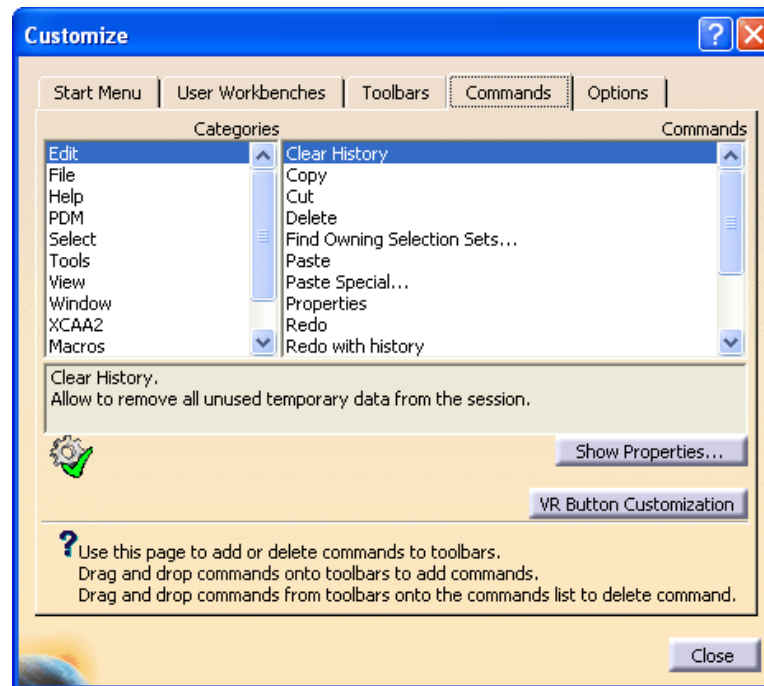 Customize
Start Menu User Workbenches Toolbars Commands Options
Categories Commands
Edit Clear History
File Copy
Help Cut
PDM Delete
Select Find Owning Selection Sets...
Tools Paste
View Paste Special...
Window Properties
XCAA2 Redo
Macros Redo with history
Clear History.
Allow to remove all unused temporary data from the session.
Show Properties...
VR Button Customization
Use this page to add or delete commands to toolbars.
Drag and drop commands onto toolbars to add commands.
Drag and drop commands from toolbars onto the commands list to delete command.
Close